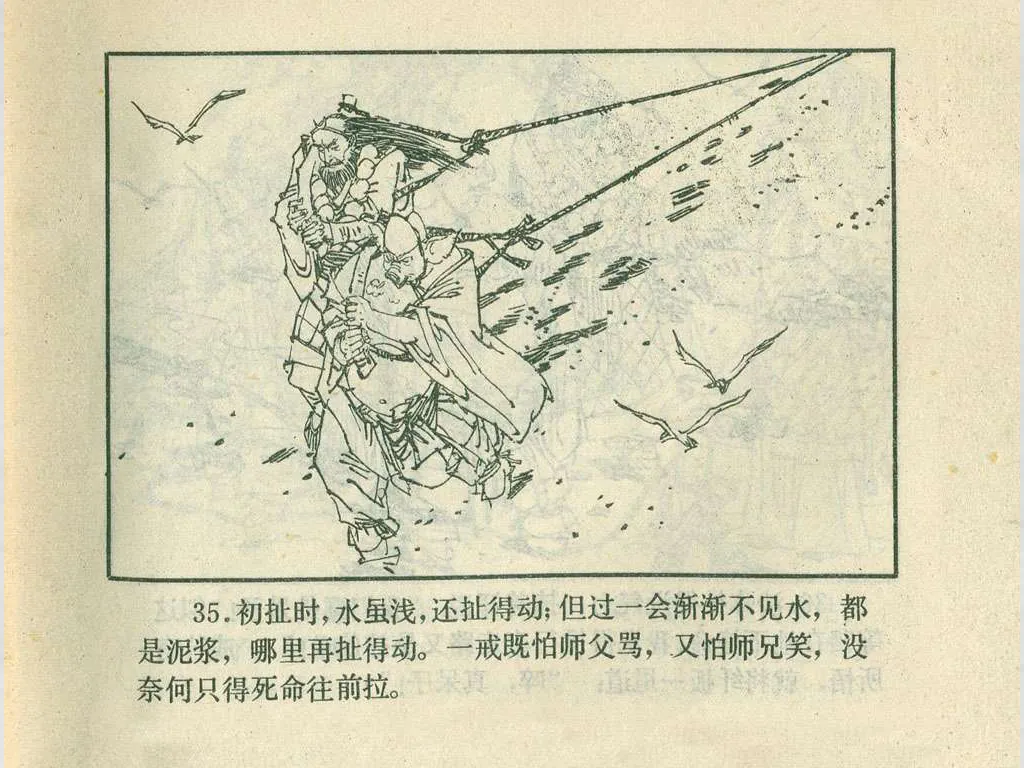 35.初扯时，水虽浅，还扯得动；但过一会渐渐不见水，都
是泥浆，哪里再扯得动。一戒既怕师父骂，又怕师兄笑，没
奈何只得死命往前拉。